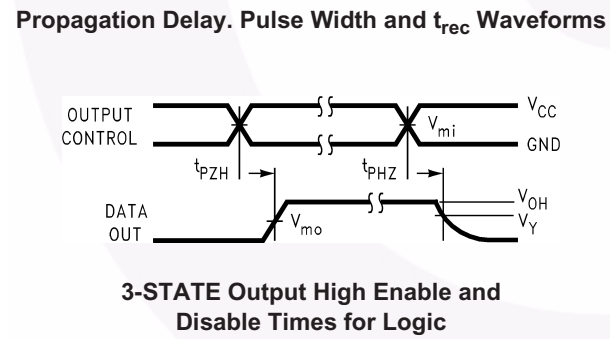 Propagation Delay. Pulse Width and trec Waveforms
OUTPUT
CONTROL
VCC
Vmi
GND
tPZH
tPHZ
DATA
OUT
Vmo
VOH
VY
3-STATE Output High Enable and
Disable Times for Logic